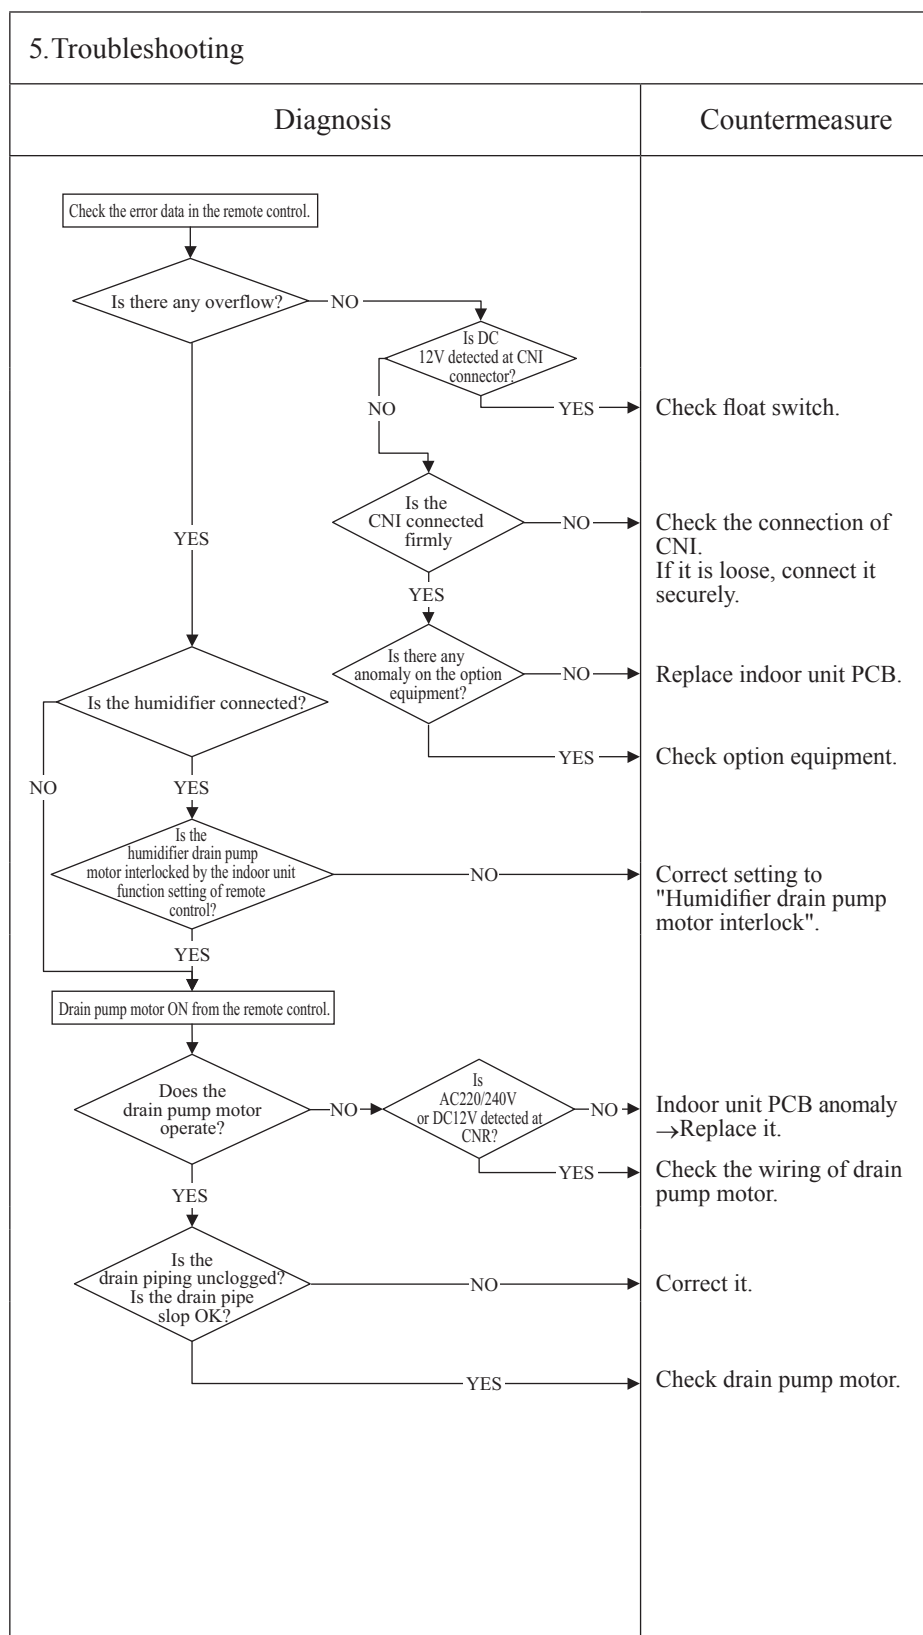 5.Troubleshooting
Diagnosis
Countermeasure
Check the error data in the remote control.
Is there any overflow?
NO
Is DC
12V detected at CNI
connector?
NO
YES
Check float switch.
Is the
CNI connected
firmly
NO
Check the connection of
CNI.
If it is loose, connect it
securely.
YES
YES
Is there any
anomaly on the option
equipment?
NO
Replace indoor unit PCB.
Is the humidifier connected?
YES
Check option equipment.
NO
YES
Is the
humidifier drain pump
motor interlocked by the indoor unit
function setting of remote
control?
NO
Correct setting to
"Humidifier drain pump
motor interlock".
YES
Drain pump motor ON from the remote control.
Does the
drain pump motor
operate?
NO
Is
AC220/240V
or DC12V detected at
CNR?
NO
Indoor unit PCB anomaly
→Replace it.
YES
Check the wiring of drain
pump motor.
YES
Is the
drain piping unclogged?
Is the drain pipe
slop OK?
NO
Correct it.
YES
Check drain pump motor.